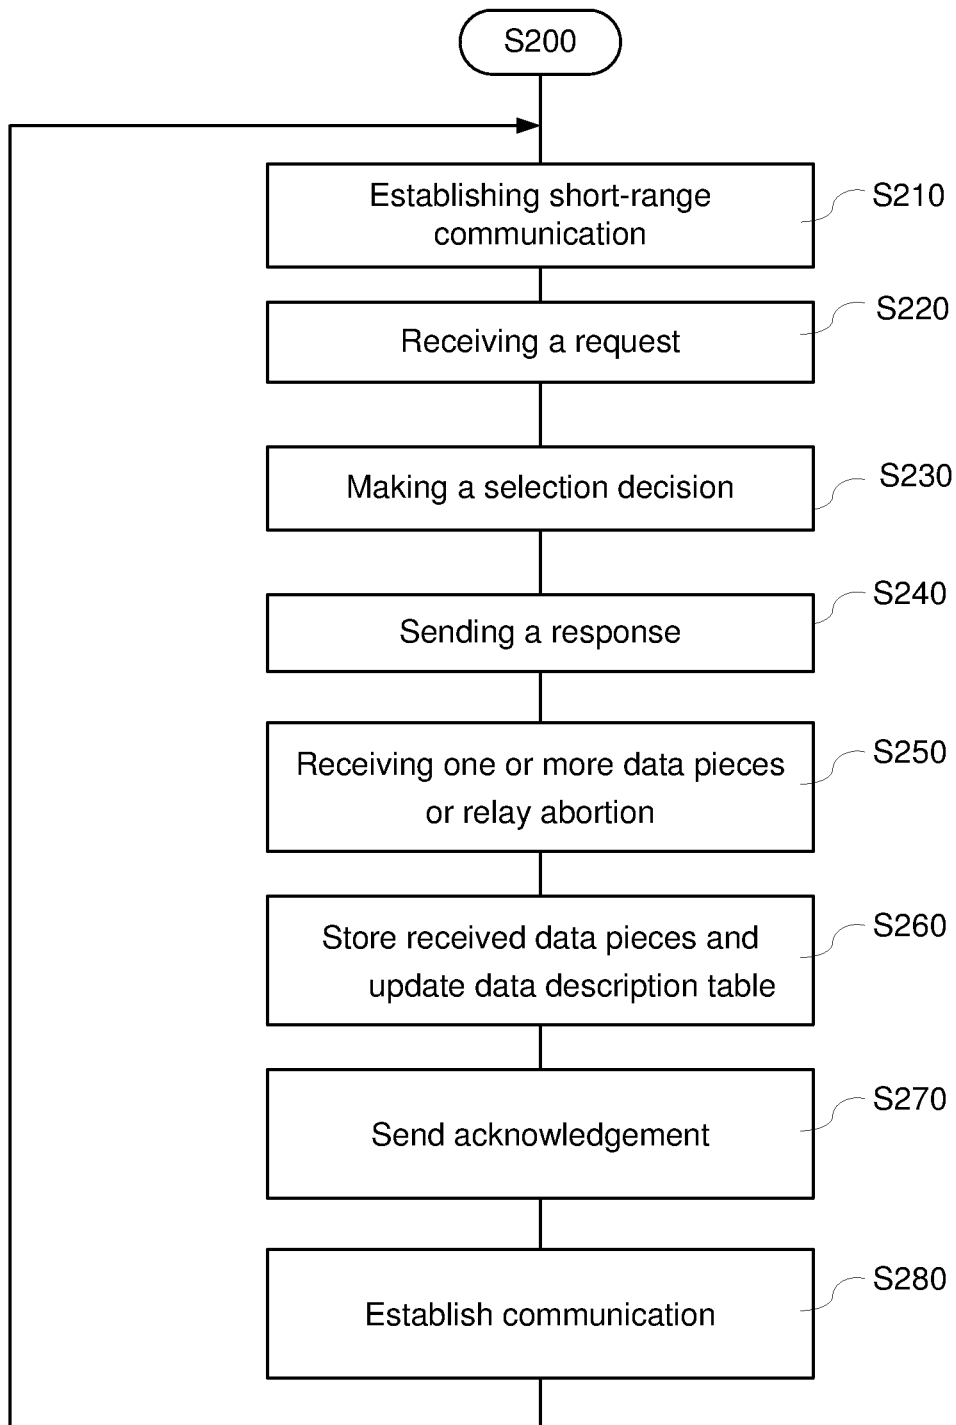 S200
Establishing short-range
communication
S210
Receiving a request
S220
Making a selection decision
S230
Sending a response
S240
Receiving one or more data pieces
or relay abortion
S250
Store received data pieces and
update data description table
S260
Send acknowledgement
S270
Establish communication
S280